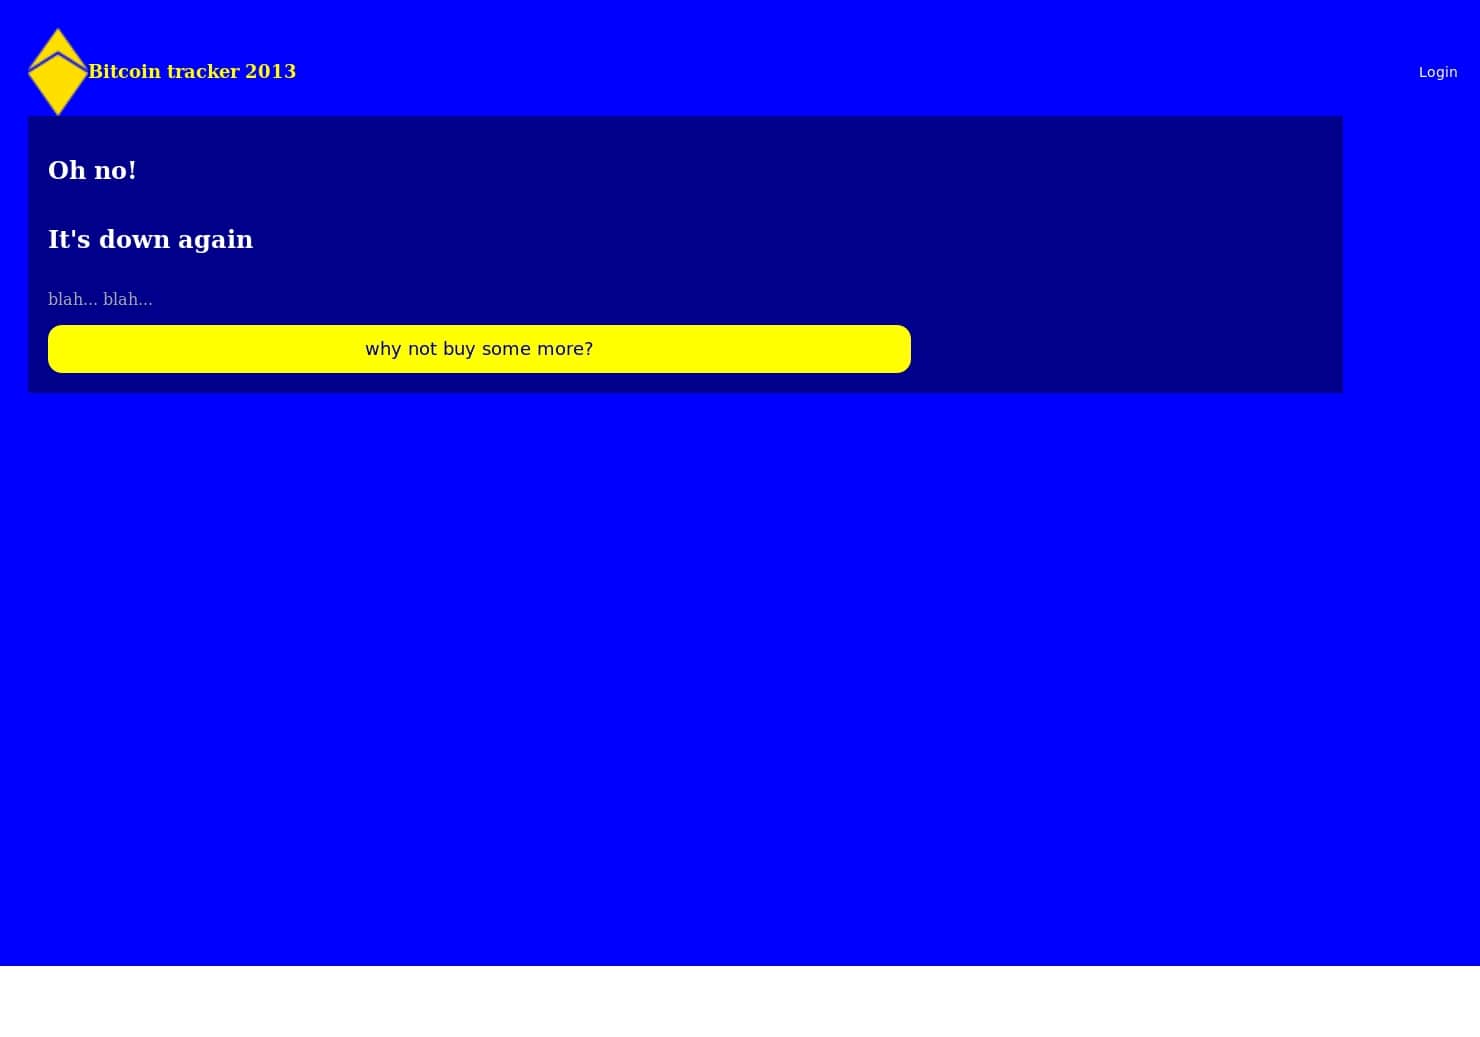 Bitcoin tracker 2013
Login
Oh no!
It's down again
blah... blah...
why not buy some more?